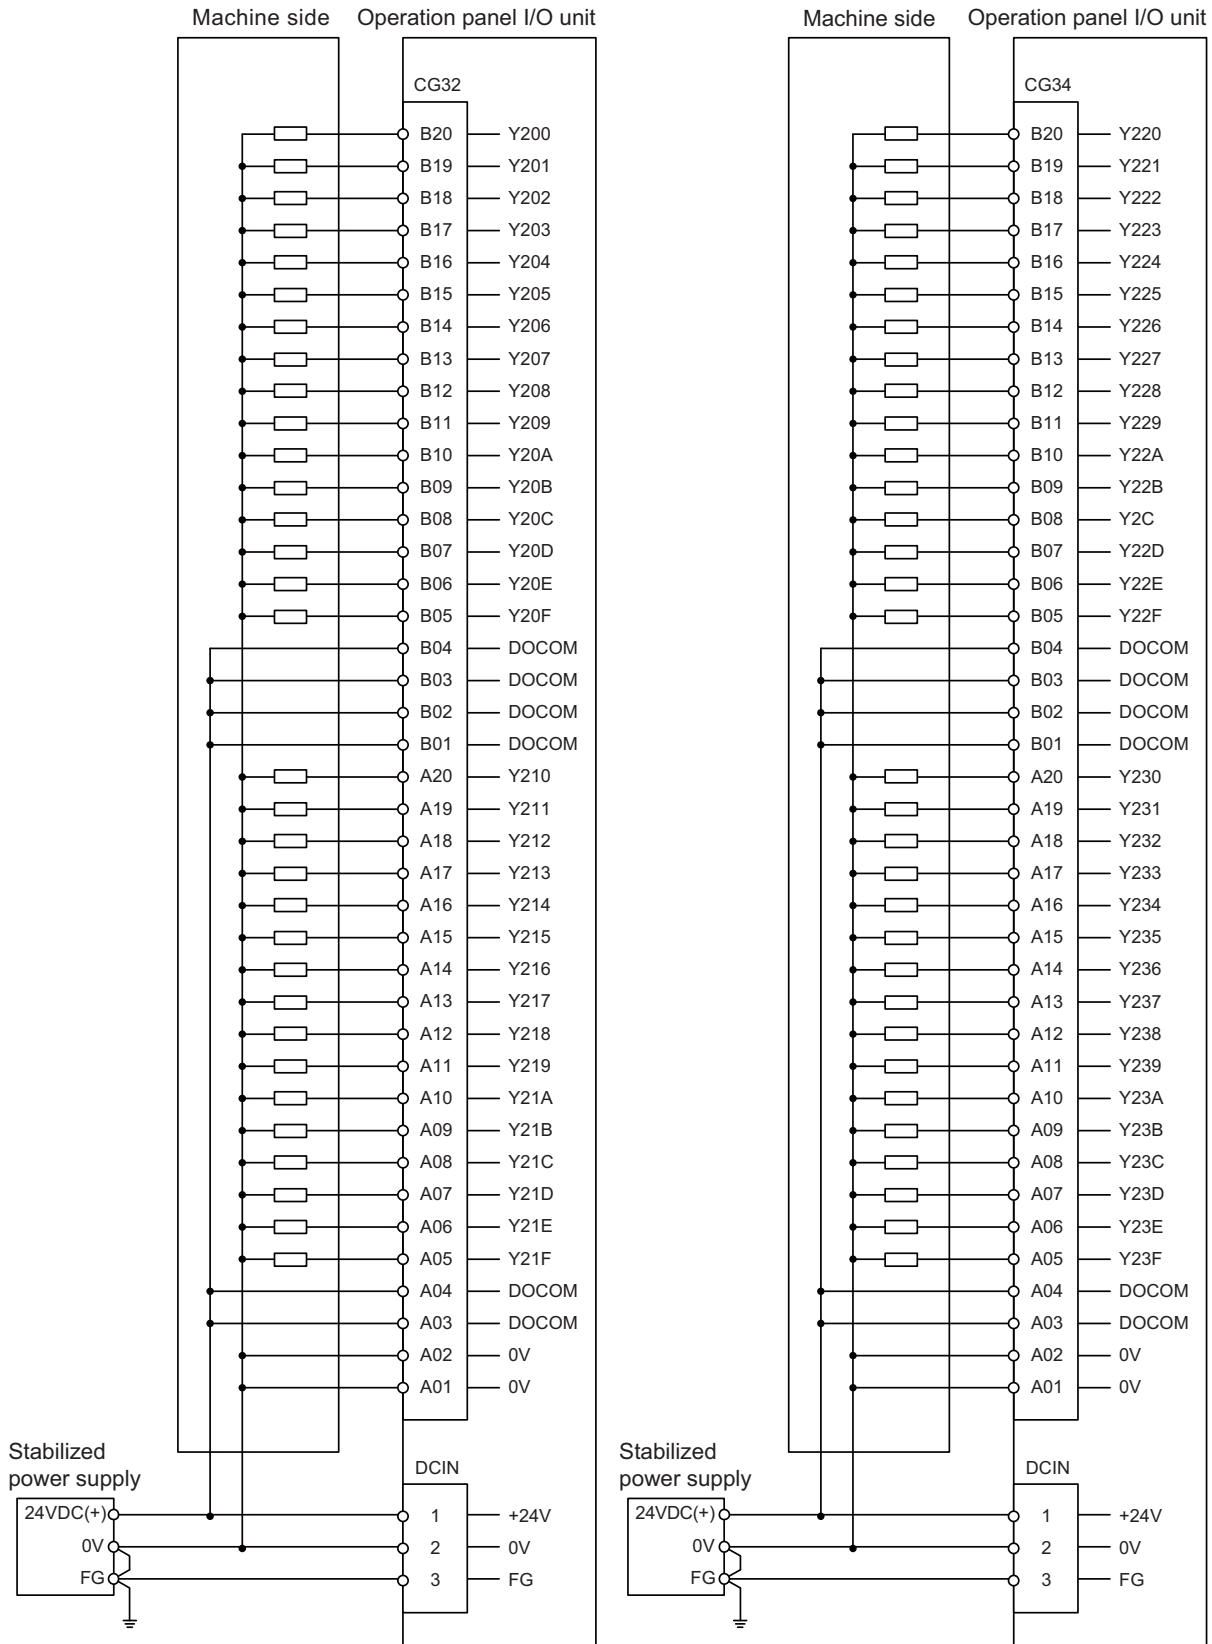 Machine side Operation panel I/O unit
CG32
B20 Y200
B19 Y201
B18 Y202
B17 Y203
B16 Y204
B15 Y205
B14 Y206
B13 Y207
B12 Y208
B11 Y209
B10 Y20A
B09 Y20B
B08 Y20C
B07 Y20D
B06 Y20E
B05 Y20F
B04 DOCOM
B03 DOCOM
B02 DOCOM
B01 DOCOM
A20 Y210
A19 Y211
A18 Y212
A17 Y213
A16 Y214
A15 Y215
A14 Y216
A13 Y217
A12 Y218
A11 Y219
A10 Y21A
A09 Y21B
A08 Y21C
A07 Y21D
A06 Y21E
A05 Y21F
A04 DOCOM
A03 DOCOM
A02 0V
A01 0V
Stabilized
power supply
DCIN
24VDC(+) 1 +24V
0V 2 0V
FG 3 FG
Machine side Operation panel I/O unit
CG34
B20 Y220
B19 Y221
B18 Y222
B17 Y223
B16 Y224
B15 Y225
B14 Y226
B13 Y227
B12 Y228
B11 Y229
B10 Y22A
B09 Y22B
B08 Y2C
B07 Y22D
B06 Y22E
B05 Y22F
B04 DOCOM
B03 DOCOM
B02 DOCOM
B01 DOCOM
A20 Y230
A19 Y231
A18 Y232
A17 Y233
A16 Y234
A15 Y235
A14 Y236
A13 Y237
A12 Y238
A11 Y239
A10 Y23A
A09 Y23B
A08 Y23C
A07 Y23D
A06 Y23E
A05 Y23F
A04 DOCOM
A03 DOCOM
A02 0V
A01 0V
Stabilized
power supply
DCIN
24VDC(+) 1 +24V
0V 2 0V
FG 3 FG